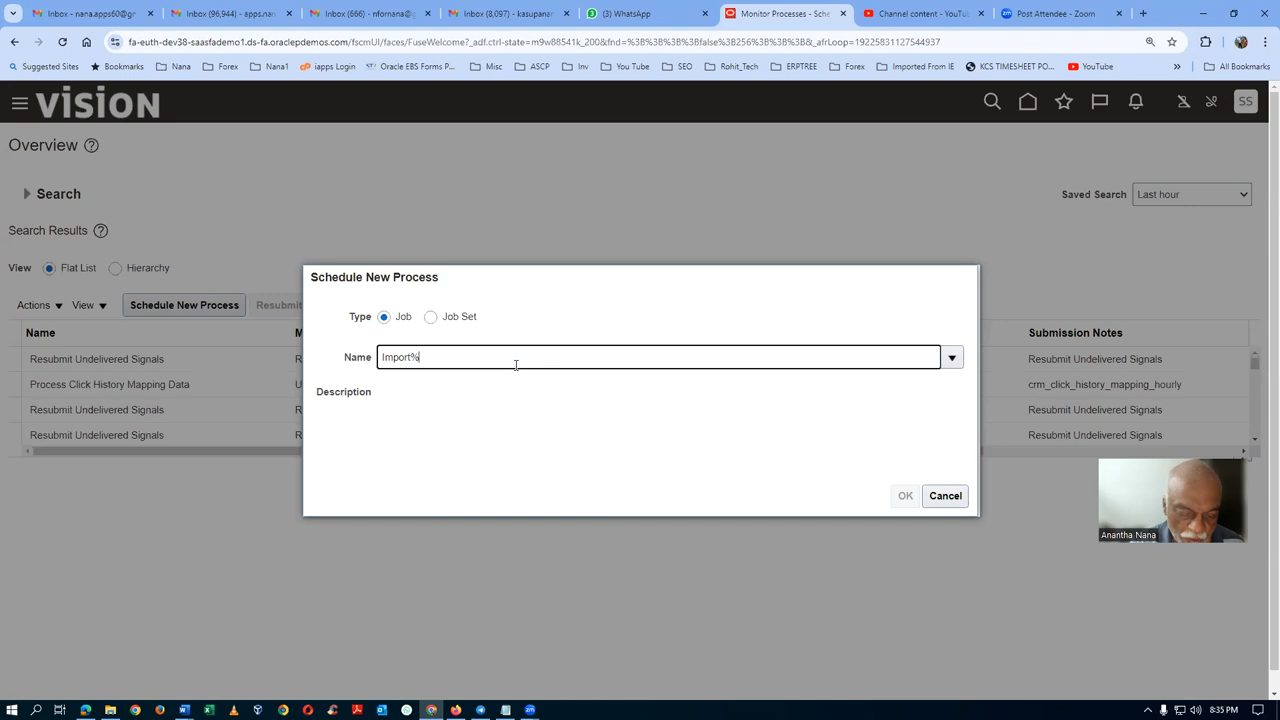 Inbox - nana.apps60@gr
Inbox (96,944) - apps.nan
Inbox (666) - nfornana@g
Inbox (8,097) - kasupanan
(3) WhatsApp
Monitor Processes - Sche
Channel content - YouTu
Post Attendee - Zoom
fa-euth-dev38-saasfademo1.ds-fa.oraclepdemos.com/fscmUI/faces/FuseWelcome?_adf.ctrl-state=m9w88541k_200&fnd=%3B%3B%3B%3Bfalse%3B256%3B%3B%3B&_afrLoop=19225831127544937
Suggested Sites
Bookmarks
Nana
Forex
Nana1
iapps Login
Oracle EBS Forms P...
Misc
ASCP
Inv
You Tube
SEO
Rohit_Tech
ERPTREE
Forex
Imported From IE
KCS TIMESHEET PO...
YouTube
All Bookmarks
VISION
SS
Overview
Search
Saved Search
Last hour
Search Results
View
Flat List
Hierarchy
Actions
View
Schedule New Process
Resubmit
Name
M
Submission Notes
Resubmit Undelivered Signals
R
Resubmit Undelivered Signals
Process Click History Mapping Data
U
crm_click_history_mapping_hourly
Resubmit Undelivered Signals
R
Resubmit Undelivered Signals
Resubmit Undelivered Signals
R
Resubmit Undelivered Signals
Schedule New Process
Type
Job
Job Set
Name
Import%
Description
OK
Cancel
Anantha Nana
8:35 PM